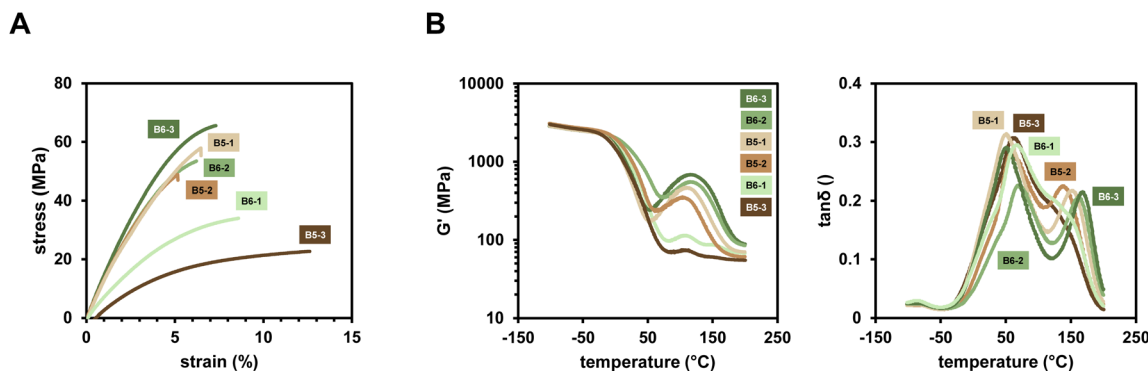 A
80
60
40
20
0
stress (MPa)
0
5
10
15
strain (%)
B6-3
B5-1
B6-2
B5-2
B6-1
B5-3
B
10000
1000
100
10
G' (MPa)
-150
-50
50
150
250
temperature (°C)
B6-3
B6-2
B5-1
B5-2
B6-1
B5-3
0.4
0.3
0.2
0.1
0
tanδ ()
-150
-50
50
150
250
temperature (°C)
B5-1
B5-3
B6-1
B5-2
B6-3
B6-2